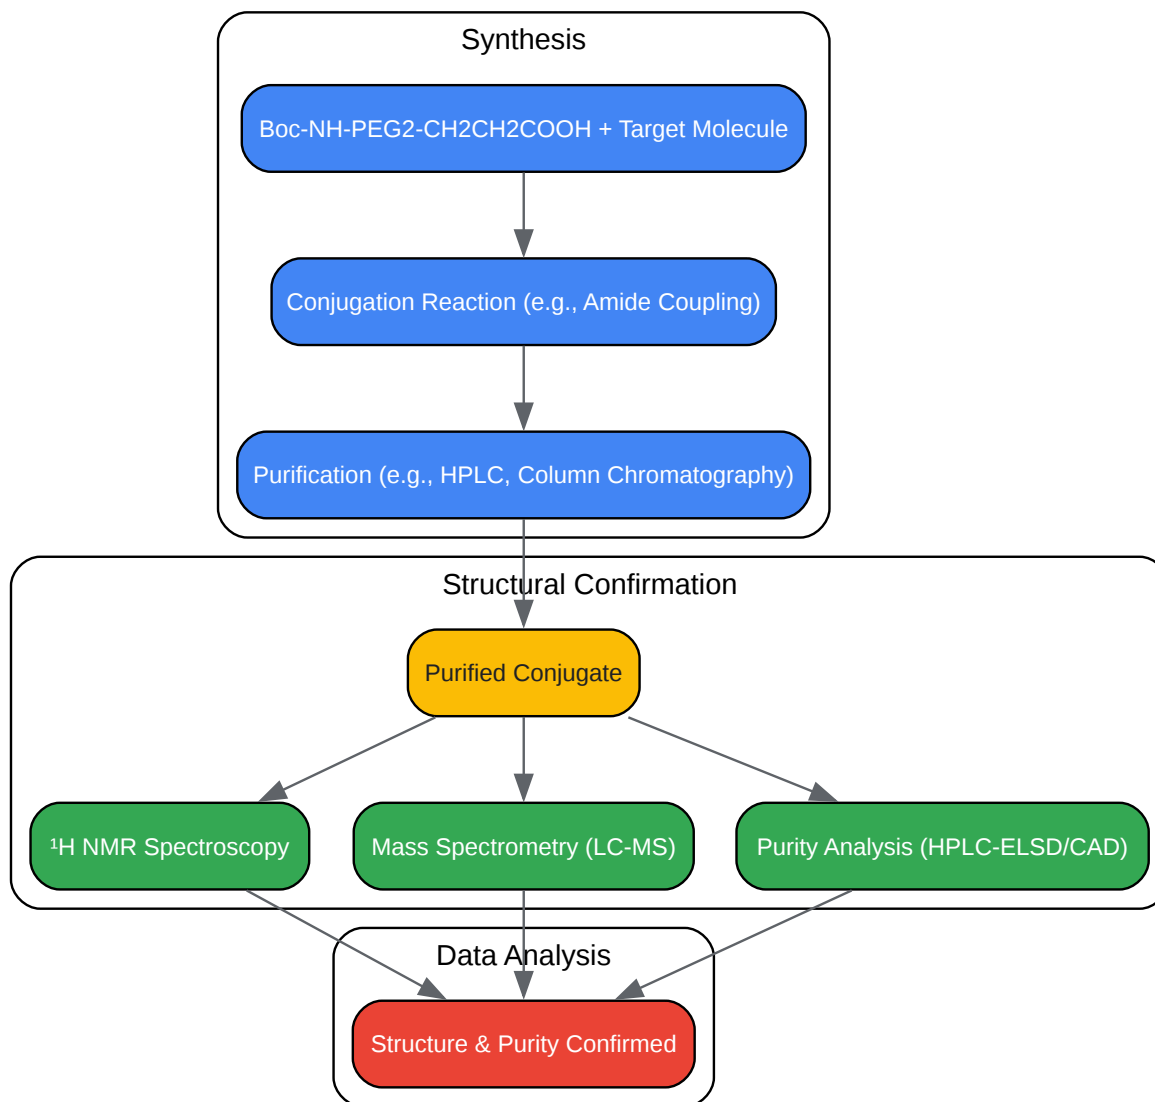 Synthesis
Boc-NH-PEG2-CH2CH2COOH + Target Molecule
Conjugation Reaction (e.g., Amide Coupling)
Purification (e.g., HPLC, Column Chromatography)
Structural Confirmation
Purified Conjugate
¹H NMR Spectroscopy
Mass Spectrometry (LC-MS)
Purity Analysis (HPLC-ELSD/CAD)
Data Analysis
Structure & Purity Confirmed